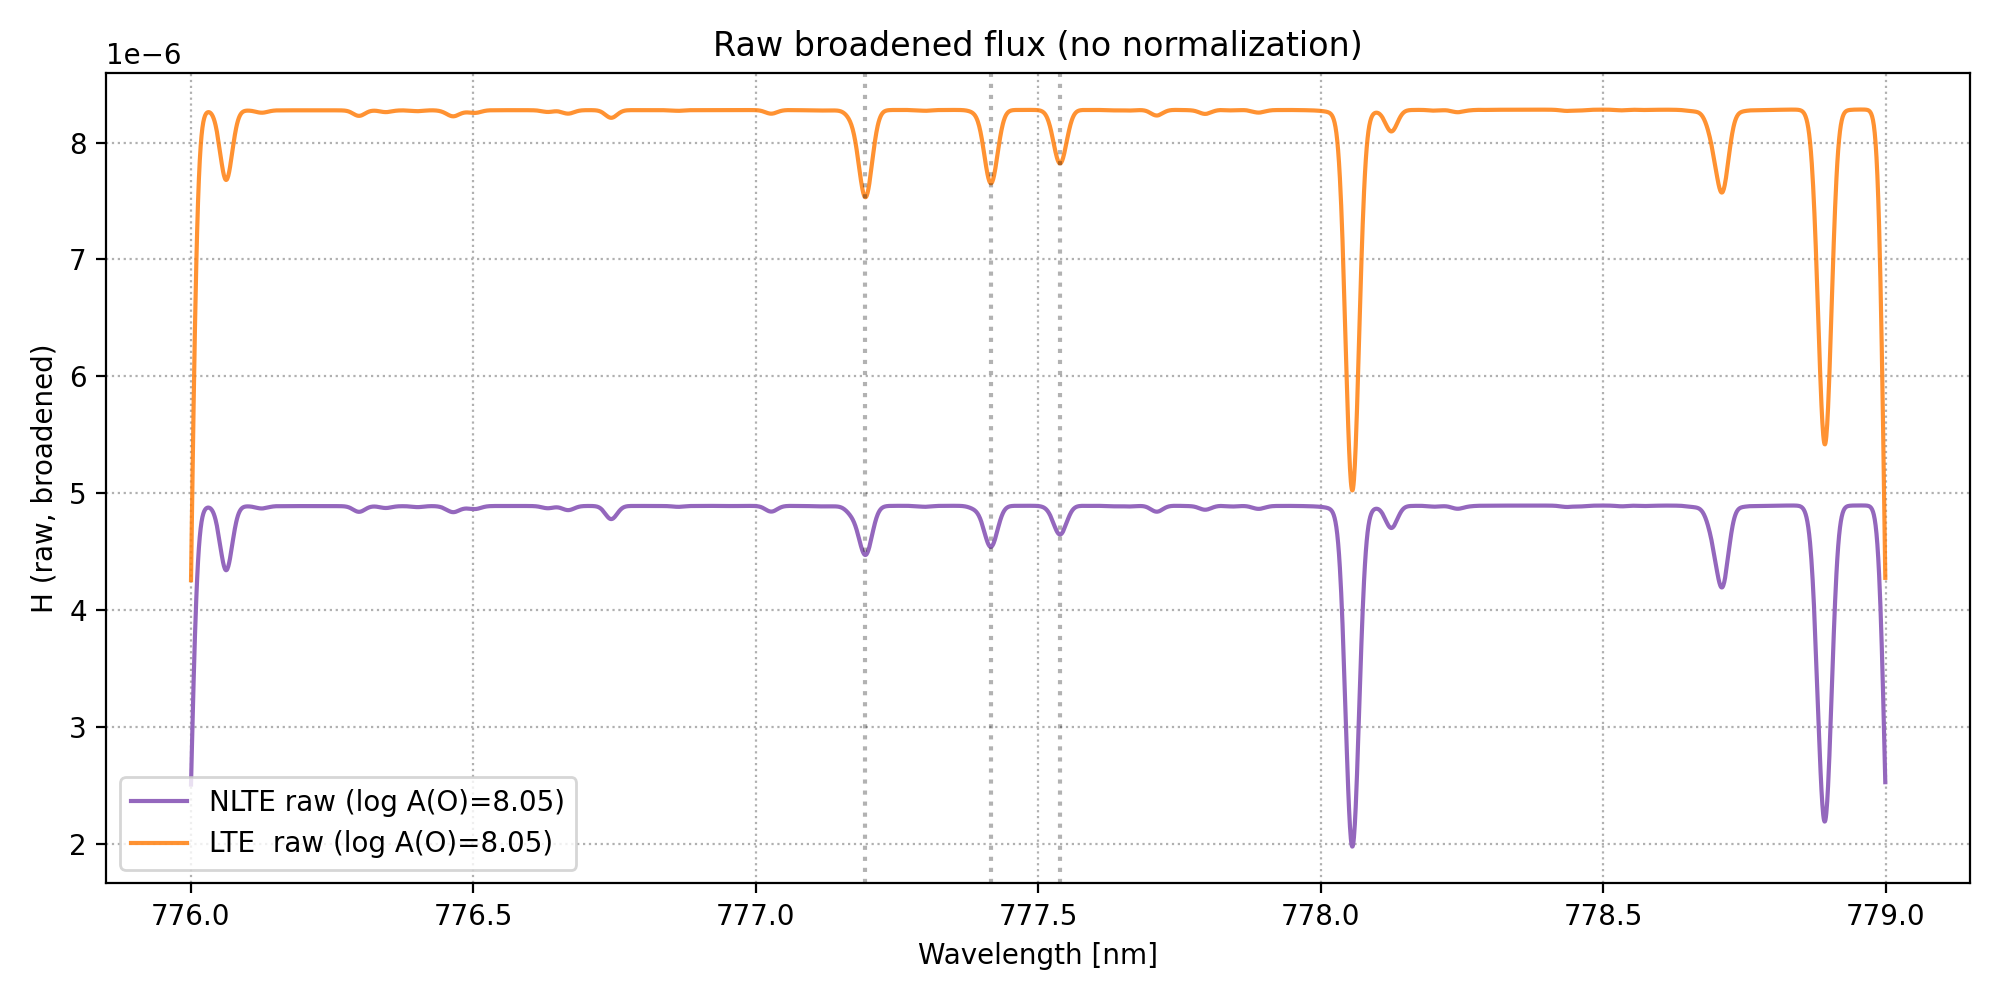 Raw broadened flux (no normalization)
1e−6
8
7
6
5
4
3
2
H (raw, broadened)
NLTE raw (log A(O)=8.05)
LTE  raw (log A(O)=8.05)
776.0 776.5 777.0 777.5 778.0 778.5 779.0
Wavelength [nm]